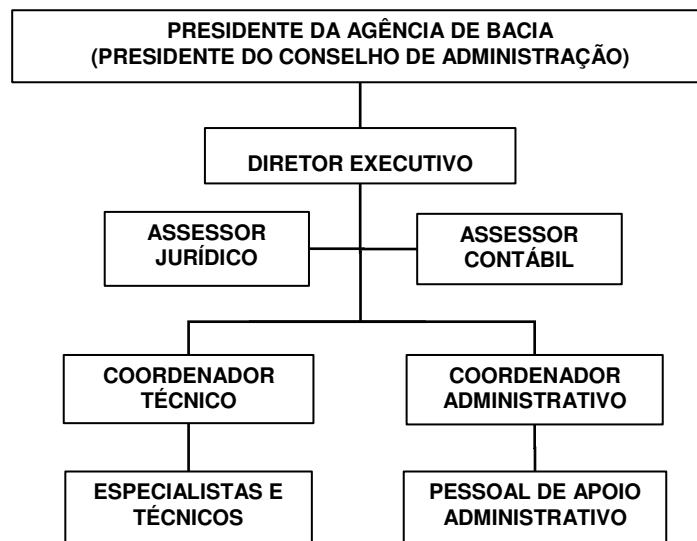 PRESIDENTE DA AGÊNCIA DE BACIA
(PRESIDENTE DO CONSELHO DE ADMINISTRAÇÃO)
DIRETOR EXECUTIVO
ASSESSOR
JURÍDICO
ASSESSOR
CONTÁBIL
COORDENADOR
TÉCNICO
COORDENADOR
ADMINISTRATIVO
ESPECIALISTAS E
TÉCNICOS
PESSOAL DE APOIO
ADMINISTRATIVO